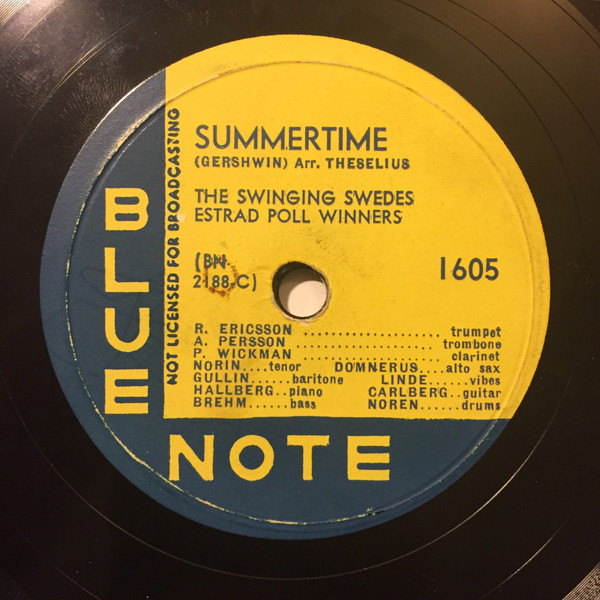 SUMMERTIME
(GERSHWIN) Arr. THESELIUS
THE SWINGING SWEDES
ESTRAD POLL WINNERS
(BN
2188-C)
1605
R. ERICSSON .......................... trumpet
A. PERSSON .......................... trombone
P. WICKMAN .......................... clarinet
NORIN....tenor DOMNERUS...alto sax
GULLIN......baritone LINDE......vibes
HALLBERG...piano CARLBERG..guitar
BREHM......bass NOREN......drums
NOT LICENSED FOR BROADCASTING
BLUE
NOTE